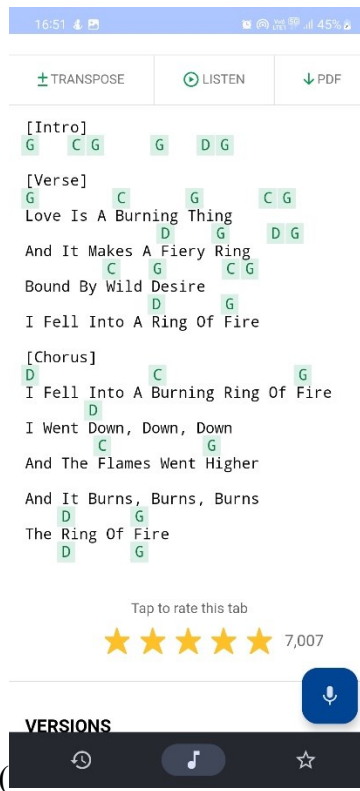 16:51 45%
TRANSPOSE LISTEN PDF
[Intro]
G C G G D G
[Verse]
G C G C G
Love Is A Burning Thing
D G D G
And It Makes A Fiery Ring
C G C G
Bound By Wild Desire
D G
I Fell Into A Ring Of Fire
[Chorus]
D C G
I Fell Into A Burning Ring Of Fire
D
I Went Down, Down, Down
C G
And The Flames Went Higher
And It Burns, Burns, Burns
D G
The Ring Of Fire
D G
Tap to rate this tab
7,007
VERSIONS
(